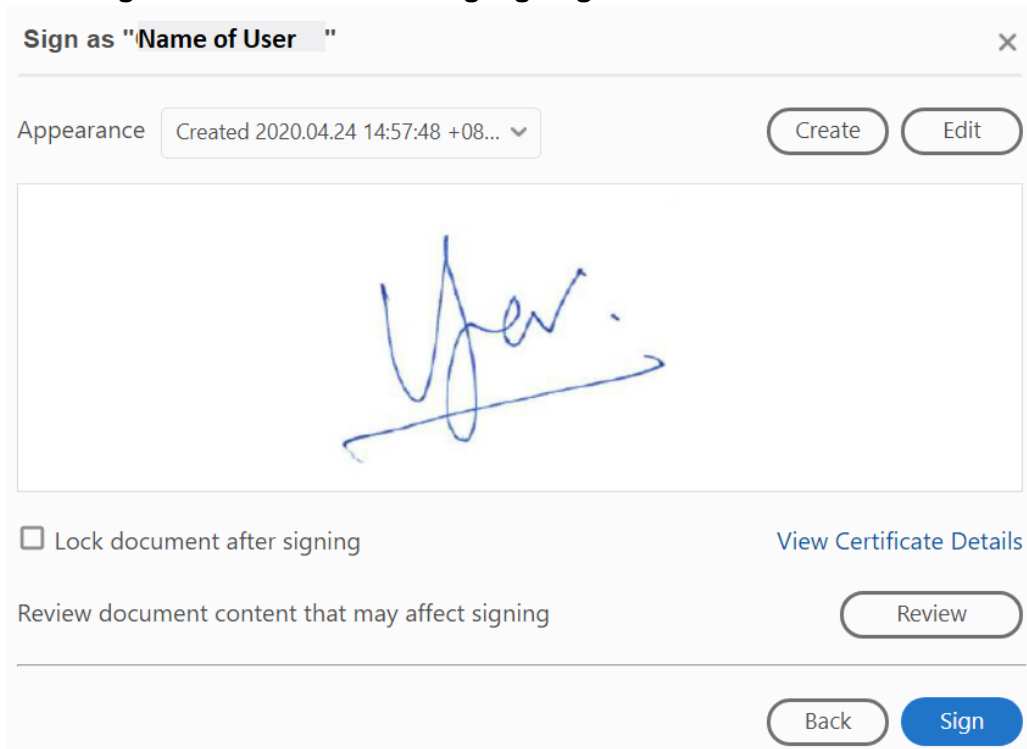 Sign as "Name of User "
Appearance Created 2020.04.24 14:57:48 +08... Create Edit
Lock document after signing View Certificate Details
Review document content that may affect signing Review
Back Sign